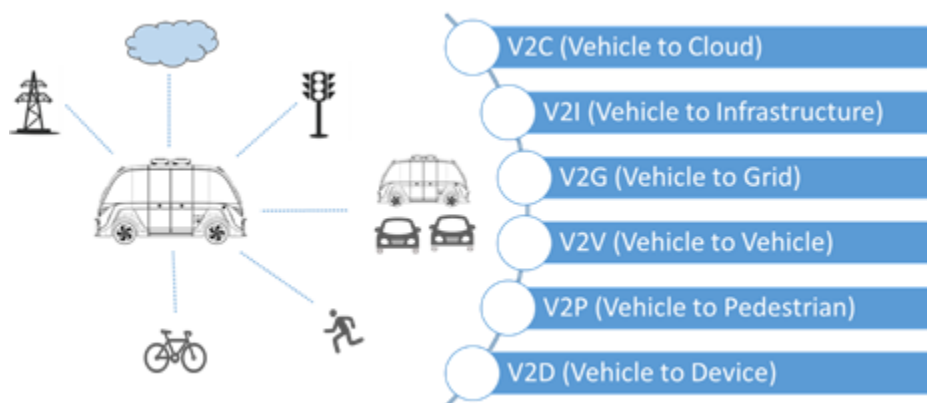 V2C (Vehicle to Cloud)
V2I (Vehicle to Infrastructure)
V2G (Vehicle to Grid)
V2V (Vehicle to Vehicle)
V2P (Vehicle to Pedestrian)
V2D (Vehicle to Device)